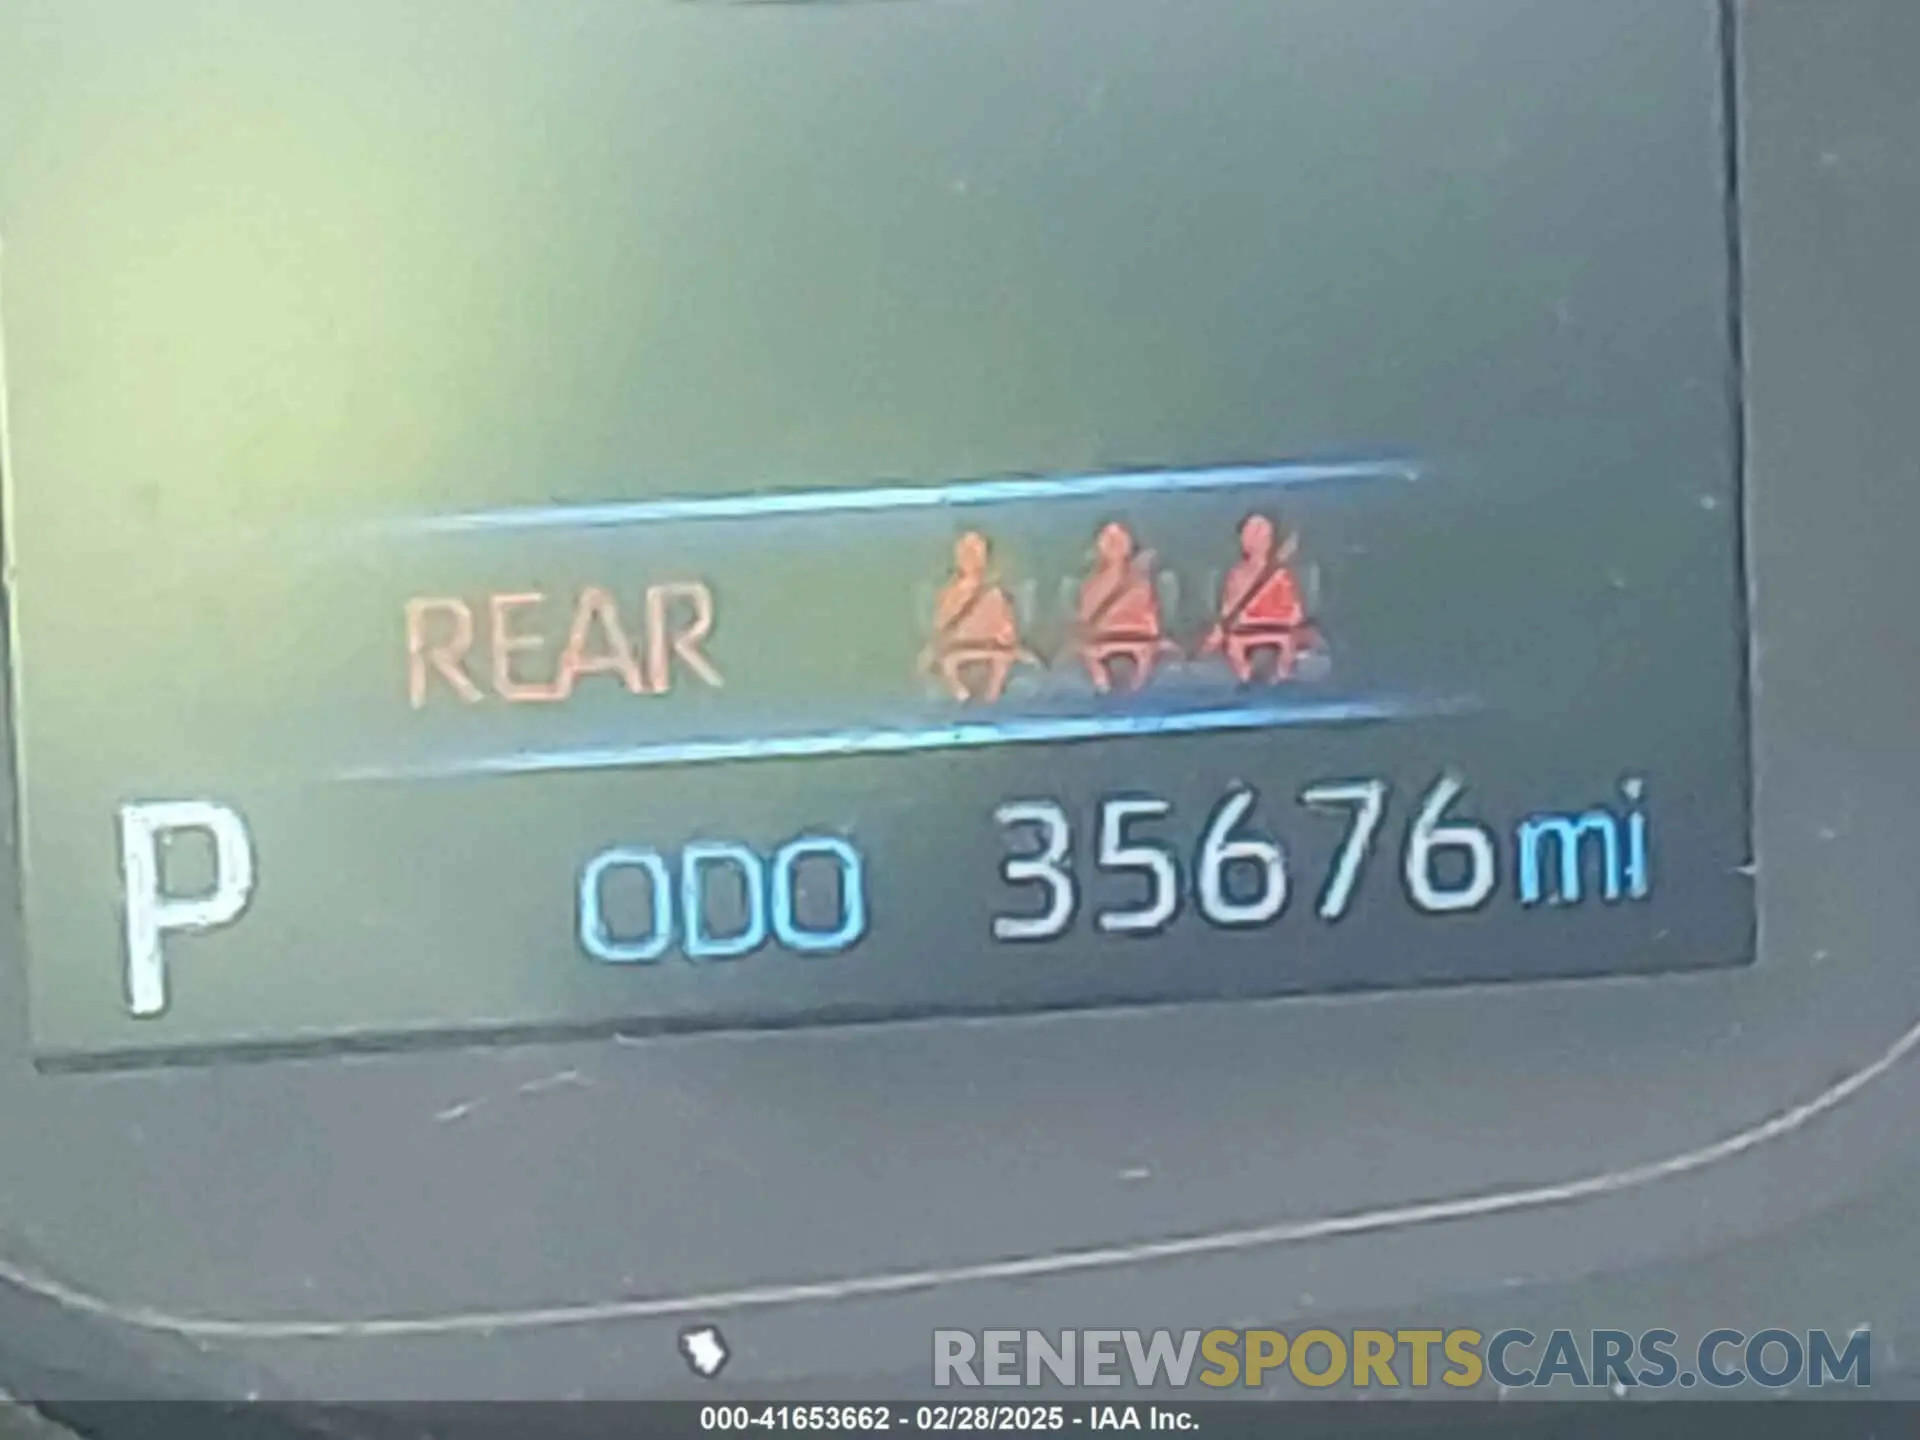 REAR
P ODO 35676mi
RENEWSPORTSCARS.COM
000-41653662 - 02/28/2025 - IAA Inc.